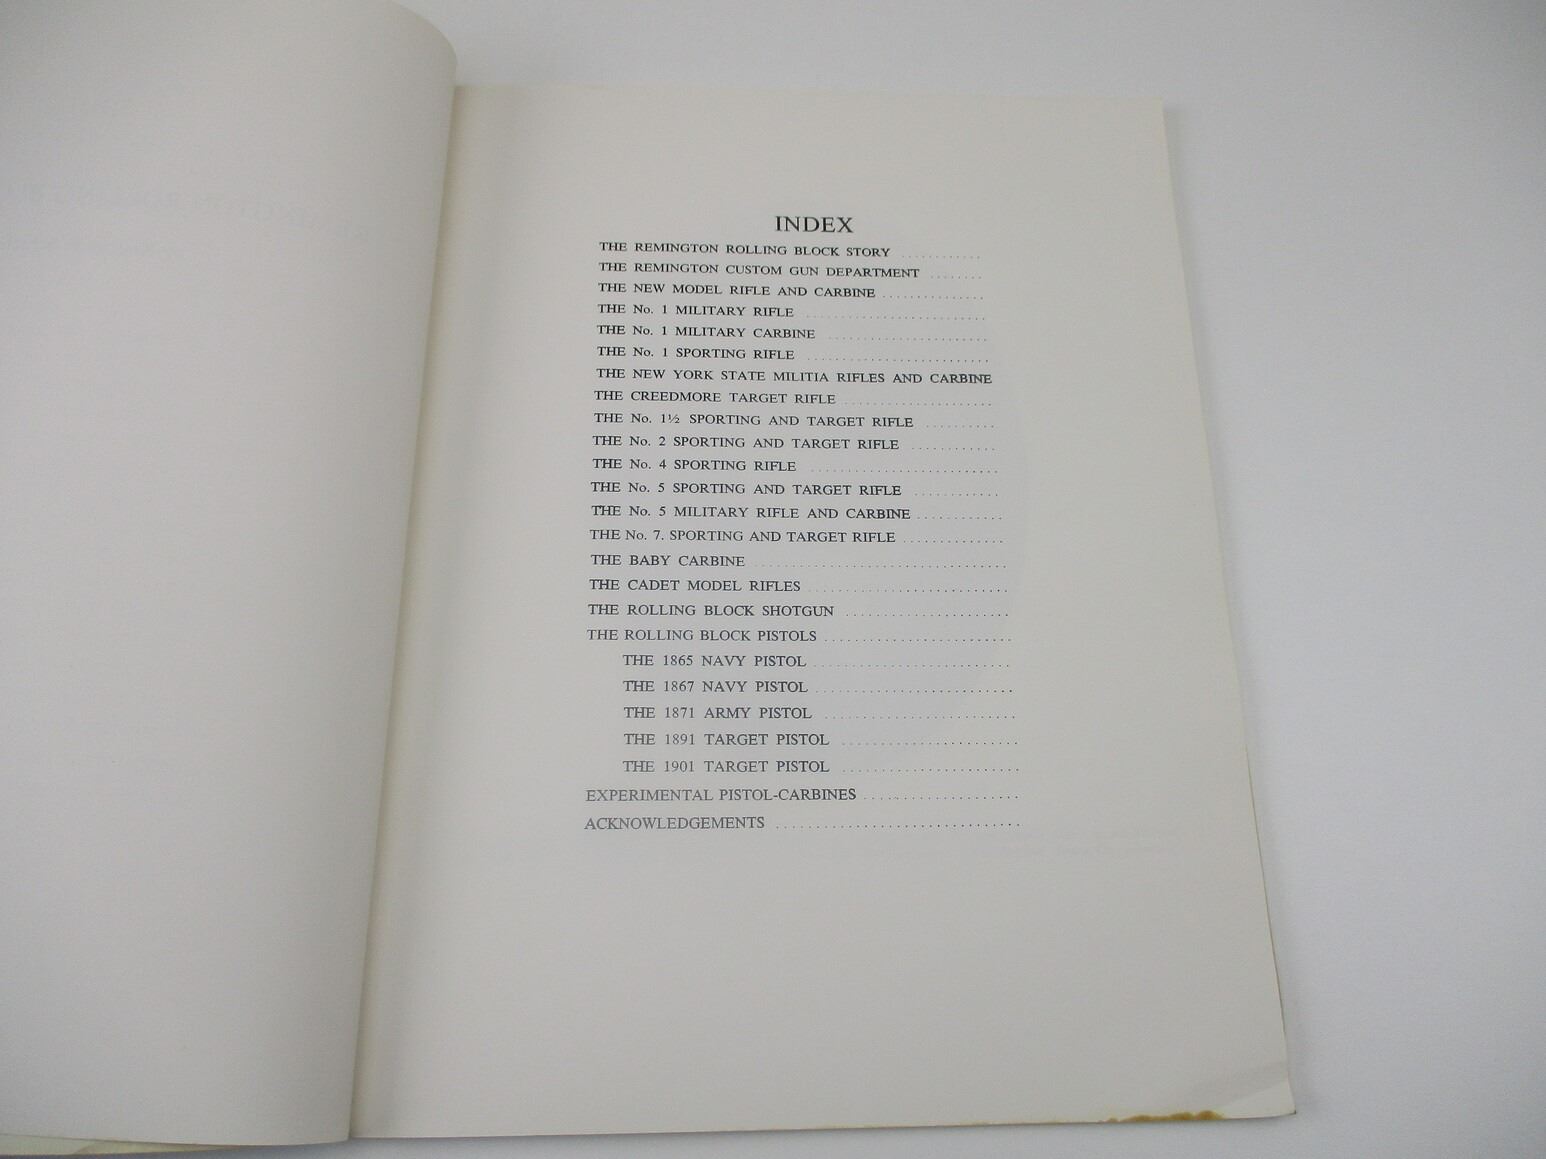 INDEX
THE REMINGTON ROLLING BLOCK STORY ............
THE REMINGTON CUSTOM GUN DEPARTMENT ........
THE NEW MODEL RIFLE AND CARBINE ...............
THE No. 1 MILITARY RIFLE ..........................
THE No. 1 MILITARY CARBINE .......................
THE No. 1 SPORTING RIFLE ..........................
THE NEW YORK STATE MILITIA RIFLES AND CARBINE
THE CREEDMORE TARGET RIFLE .....................
THE No. 1½ SPORTING AND TARGET RIFLE ..........
THE No. 2 SPORTING AND TARGET RIFLE ............
THE No. 4 SPORTING RIFLE ..........................
THE No. 5 SPORTING AND TARGET RIFLE ............
THE No. 5 MILITARY RIFLE AND CARBINE ............
THE No. 7. SPORTING AND TARGET RIFLE .............
THE BABY CARBINE ................................
THE CADET MODEL RIFLES .........................
THE ROLLING BLOCK SHOTGUN .....................
THE ROLLING BLOCK PISTOLS ........................
THE 1865 NAVY PISTOL .........................
THE 1867 NAVY PISTOL .........................
THE 1871 ARMY PISTOL ........................
THE 1891 TARGET PISTOL ......................
THE 1901 TARGET PISTOL ......................
EXPERIMENTAL PISTOL-CARBINES ....................
ACKNOWLEDGEMENTS ...............................